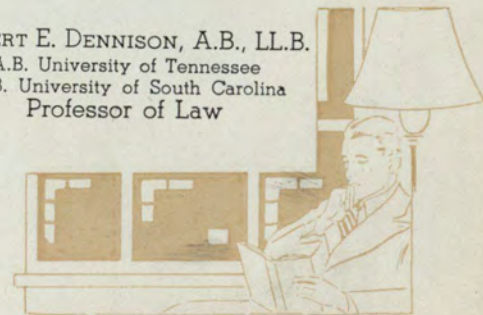 ERT E. DENNISON, A.B., LL.B.
A.B. University of Tennessee
B. University of South Carolina
Professor of Law